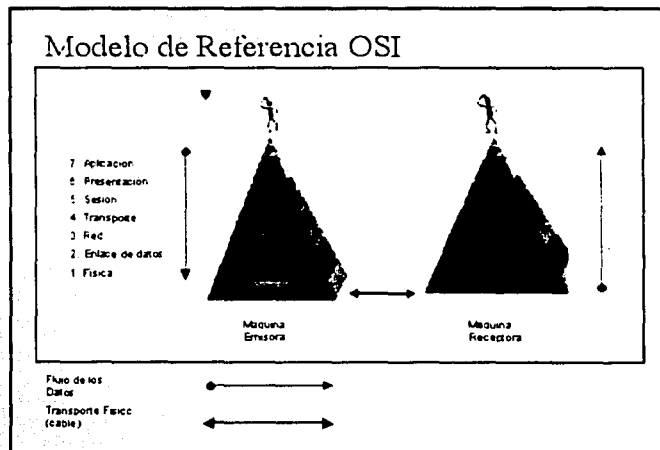 Modelo de Referencia OSI
7 Aplicacion
6 Presentacion
5 Sesion
4 Transporte
3 Red
2. Enlace de datos
1 Fisica
Maquina
Emisora
Maquina
Receptora
Flujo de los
Datos
Transporte Fisico
(cable)